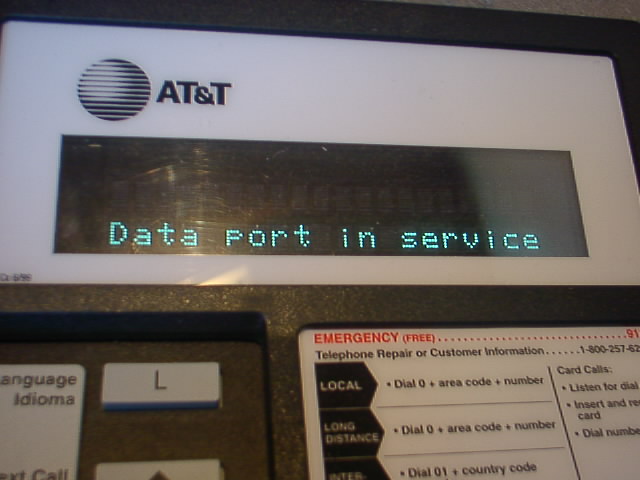 AT&T
Data port in service
EMERGENCY (FREE)
Telephone Repair or Customer Information......1-800-257-62
anguage
Idioma
L
ext Call
LOCAL
• Dial 0 + area code + number
LONG
DISTANCE
• Dial 0 + area code + number
INTER-
• Dial 01 + country code
Card Calls:
• Listen for dial
• Insert and re
card
• Dial numbe